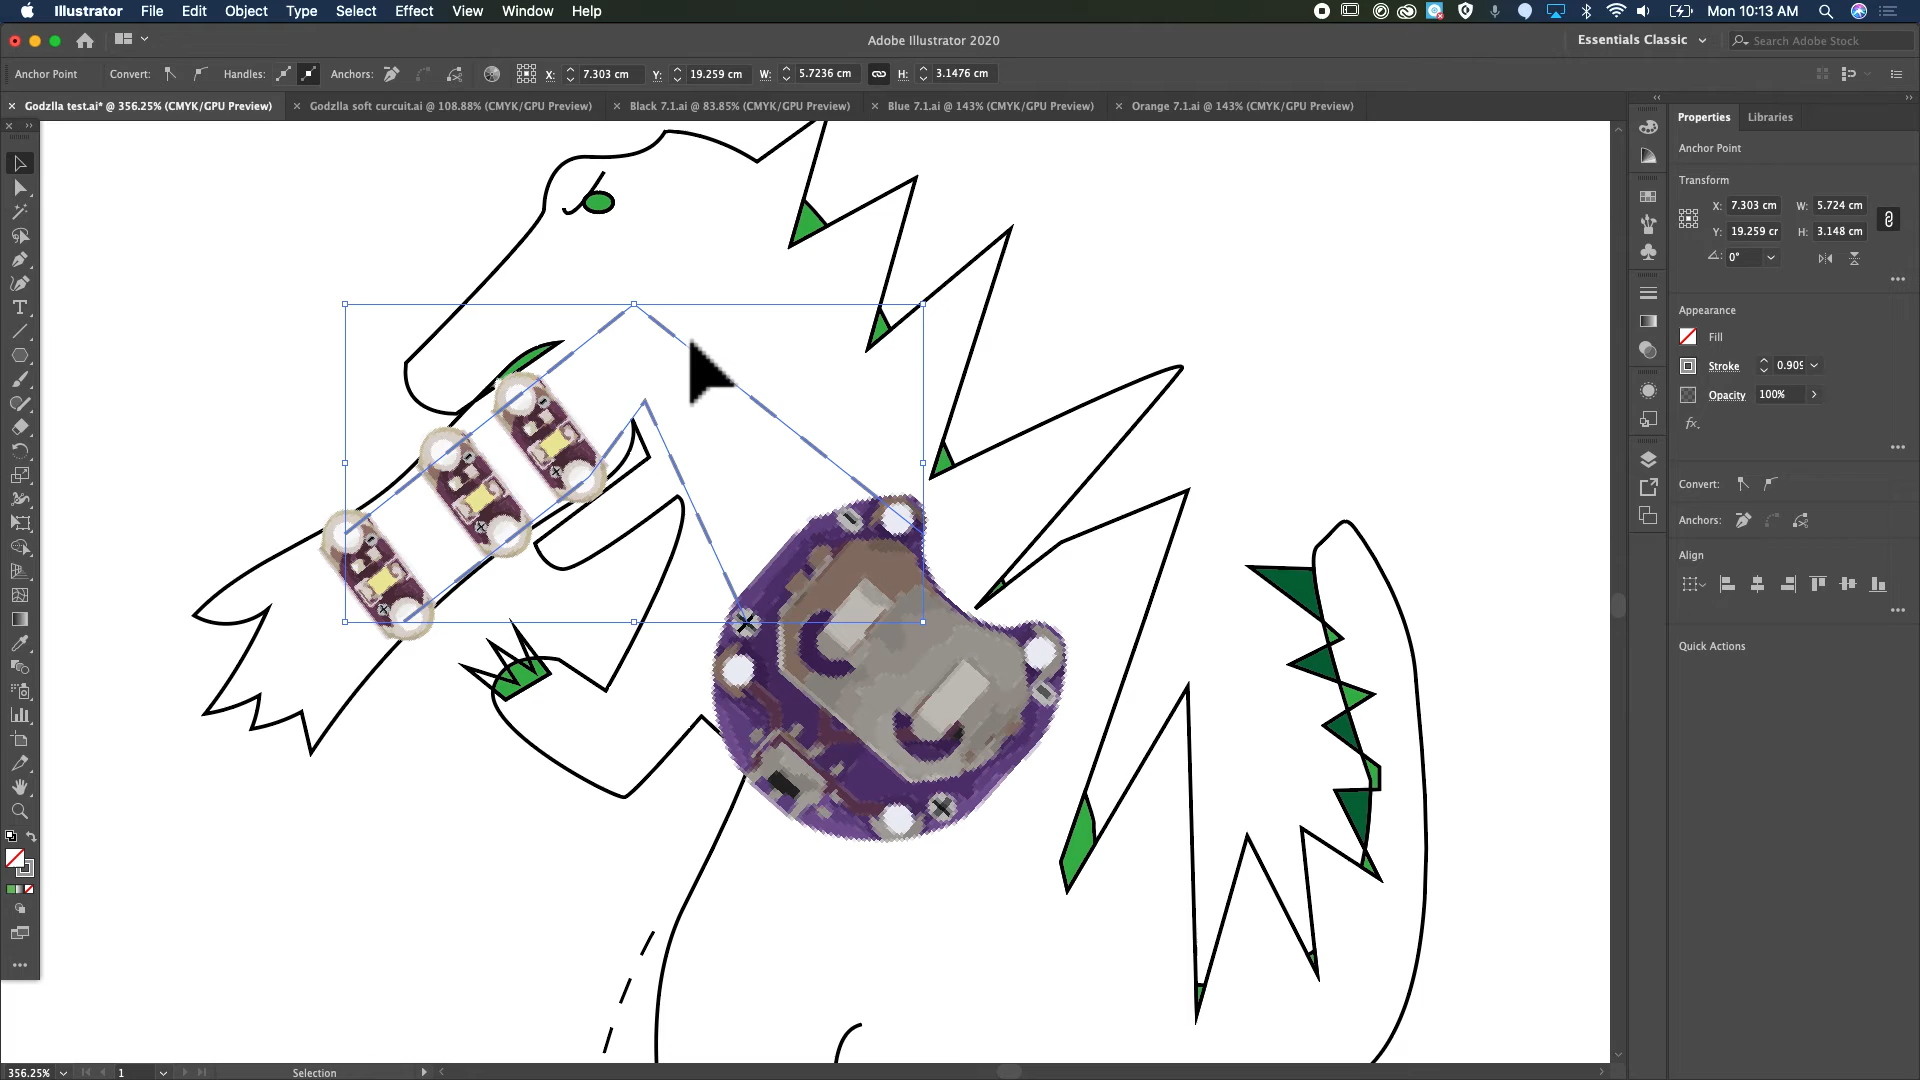 Illustrator File Edit Object Type Select Effect View Window Help Mon 10:13 AM
Adobe Illustrator 2020 Essentials Classic Search Adobe Stock
Anchor Point Convert: Handles: Anchors: X: 7.303 cm Y: 19.259 cm W: 5.7236 cm H: 3.1476 cm
Godzlla test.ai* @ 356.25% (CMYK/GPU Preview) Godzlla soft curcuit.ai @ 108.88% (CMYK/GPU Preview) Black 7.1.ai @ 83.85% (CMYK/GPU Preview) Blue 7.1.ai @ 143% (CMYK/GPU Preview) Orange 7.1.ai @ 143% (CMYK/GPU Preview)
Properties Libraries
Anchor Point
Transform
X: 7.303 cm W: 5.724 cm
Y: 19.259 cr H: 3.148 cm
0°
Appearance
Fill
Stroke 0.909
Opacity 100%
fx.
Convert:
Anchors:
Align
Quick Actions
356.25% 1 Selection